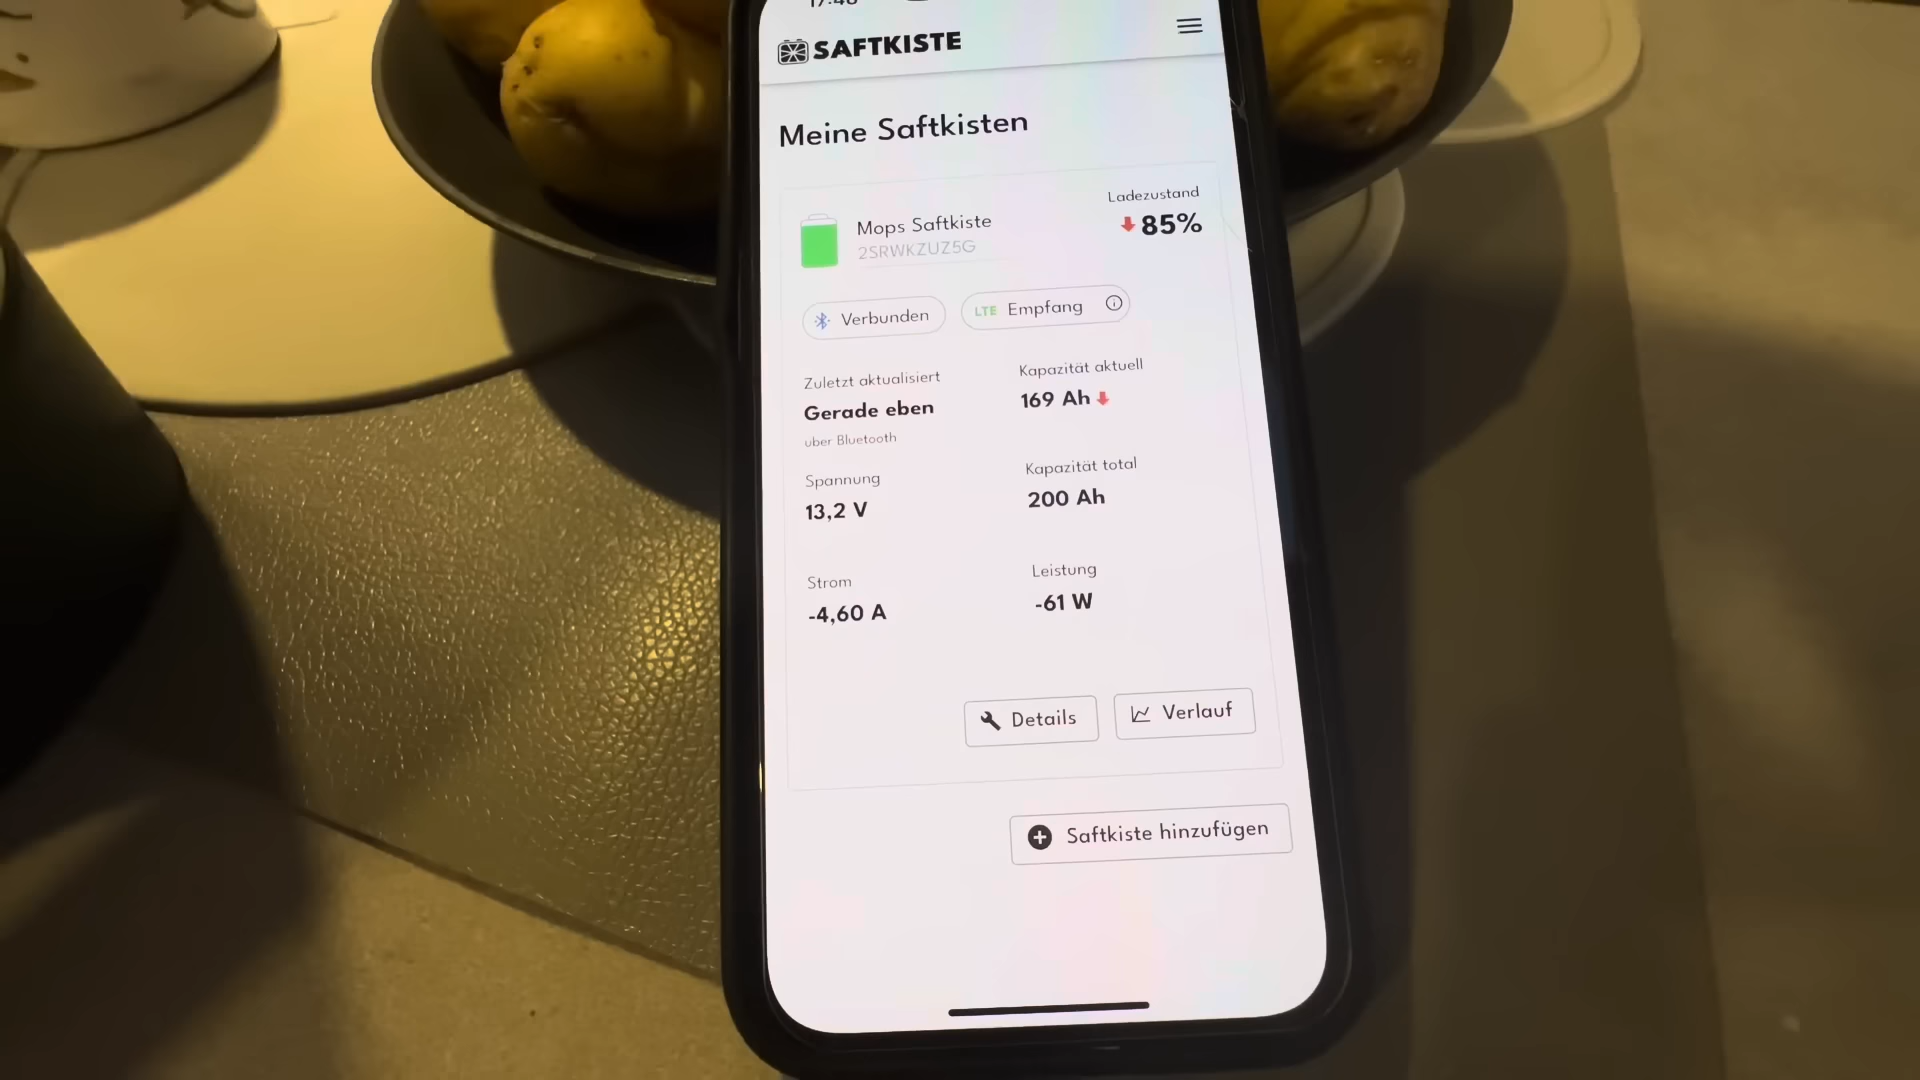 SAFTKISTE
Meine Saftkisten
Ladezustand
85%
Mops Saftkiste
2SRWKZUZ5G
Verbunden
LTE Empfang
Zuletzt aktualisiert
Gerade eben
über Bluetooth
Kapazität aktuell
169 Ah
Spannung
13,2 V
Kapazität total
200 Ah
Strom
-4,60 A
Leistung
-61 W
Details
Verlauf
Saftkiste hinzufügen